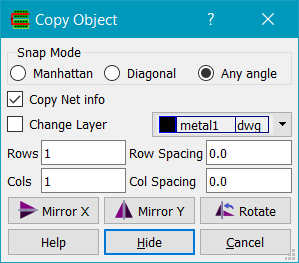 Copy Object
Snap Mode
Manhattan Diagonal Any angle
Copy Net info
Change Layer metal1 dwg
Rows 1 Row Spacing 0.0
Cols 1 Col Spacing 0.0
Mirror X Mirror Y Rotate
Help Hide Cancel